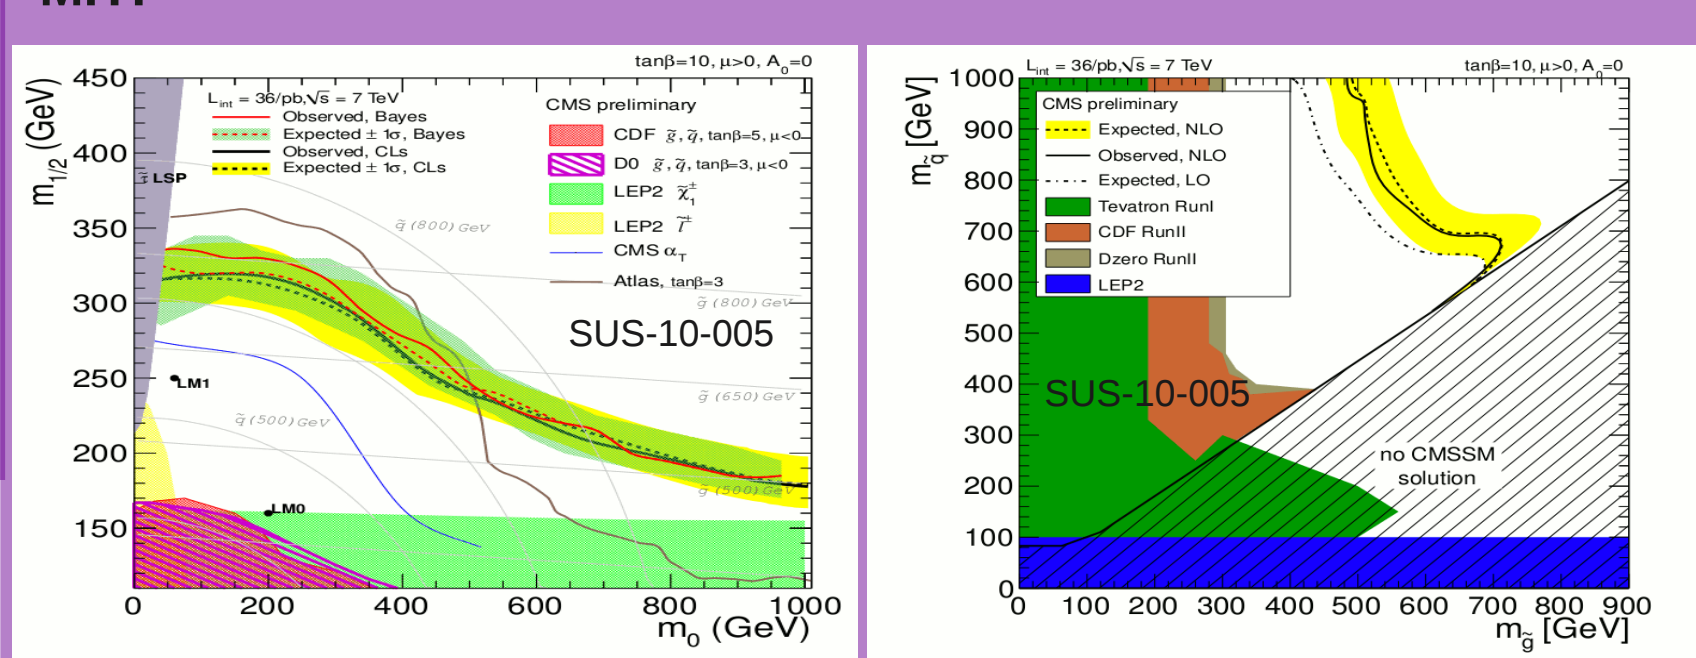 tanβ=10, μ>0, A₀=0
L_int = 36/pb,√s = 7 TeV
Observed, Bayes
Expected ± 1σ, Bayes
Observed, CLs
Expected ± 1σ, CLs
CMS preliminary
CDF g̃, q̃, tanβ=5, μ<0
D0 g̃, q̃, tanβ=3, μ<0
LEP2 χ̃₁±
LEP2 l̃±
CMS α_T
Atlas, tanβ=3
m₁/₂ (GeV)
450
400
350
300
250
200
150
τ̃ LSP
q̃ (800) GeV
g̃ (800) GeV
SUS-10-005
LM1
g̃ (650) GeV
q̃ (500) GeV
g̃ (500) GeV
LM0
0 200 400 600 800 1000
m₀ (GeV)
L_int = 36/pb,√s = 7 TeV
tanβ=10, μ>0, A₀=0
m_q̃ [GeV]
1000
900
800
700
600
500
400
300
200
100
0
CMS preliminary
Expected, NLO
Observed, NLO
Expected, LO
Tevatron RunI
CDF RunII
Dzero RunII
LEP2
SUS-10-005
no CMSSM
solution
0 100 200 300 400 500 600 700 800 900
m_g̃ [GeV]